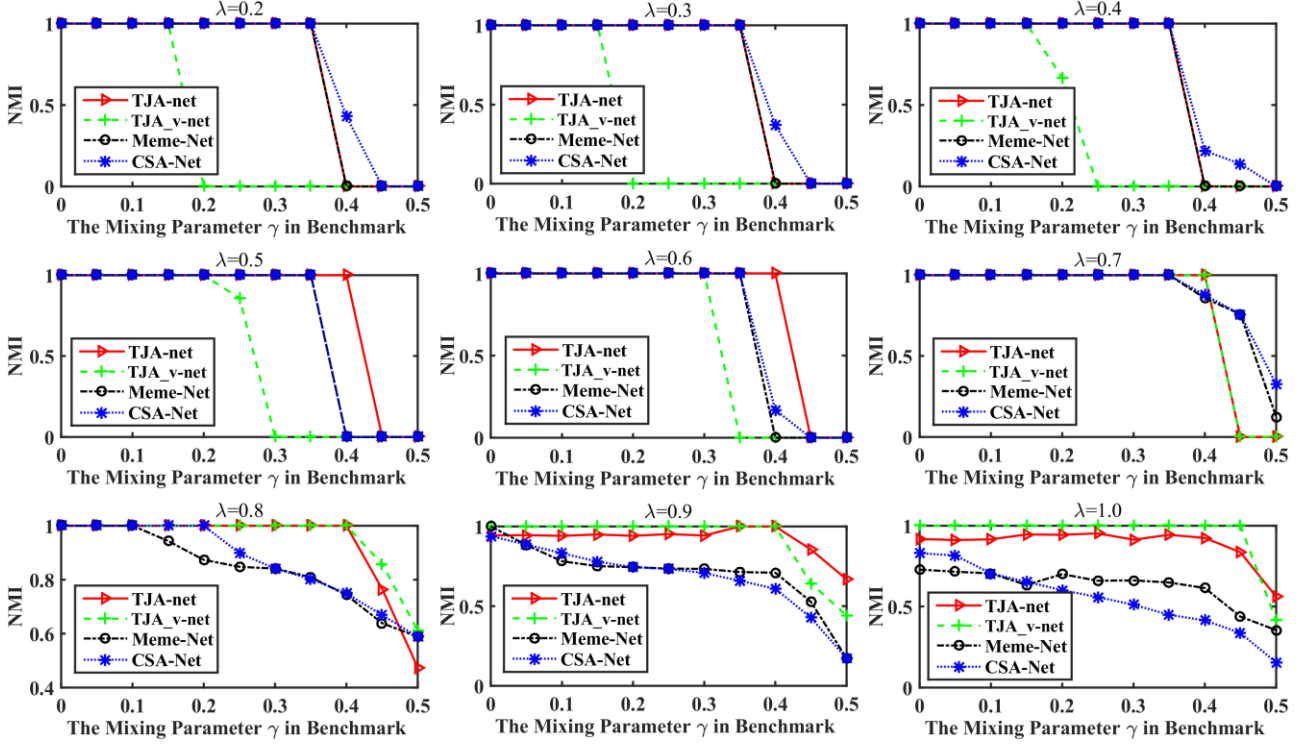 λ=0.2
1
0.5
0
NMI
TJA-net
TJA_v-net
Meme-Net
CSA-Net
0 0.1 0.2 0.3 0.4 0.5
The Mixing Parameter γ in Benchmark
λ=0.3
1
0.5
0
NMI
TJA-net
TJA_v-net
Meme-Net
CSA-Net
0 0.1 0.2 0.3 0.4 0.5
The Mixing Parameter γ in Benchmark
λ=0.4
1
0.5
0
NMI
TJA-net
TJA_v-net
Meme-Net
CSA-Net
0 0.1 0.2 0.3 0.4 0.5
The Mixing Parameter γ in Benchmark
λ=0.5
1
0.5
0
NMI
TJA-net
TJA_v-net
Meme-Net
CSA-Net
0 0.1 0.2 0.3 0.4 0.5
The Mixing Parameter γ in Benchmark
λ=0.6
1
0.5
0
NMI
TJA-net
TJA_v-net
Meme-Net
CSA-Net
0 0.1 0.2 0.3 0.4 0.5
The Mixing Parameter γ in Benchmark
λ=0.7
1
0.5
0
NMI
TJA-net
TJA_v-net
Meme-Net
CSA-Net
0 0.1 0.2 0.3 0.4 0.5
The Mixing Parameter γ in Benchmark
λ=0.8
1
0.8
0.6
0.4
NMI
TJA-net
TJA_v-net
Meme-Net
CSA-Net
0 0.1 0.2 0.3 0.4 0.5
The Mixing Parameter γ in Benchmark
λ=0.9
1
0.5
0
NMI
TJA-net
TJA_v-net
Meme-Net
CSA-Net
0 0.1 0.2 0.3 0.4 0.5
The Mixing Parameter γ in Benchmark
λ=1.0
1
0.5
0
NMI
TJA-net
TJA_v-net
Meme-Net
CSA-Net
0 0.1 0.2 0.3 0.4 0.5
The Mixing Parameter γ in Benchmark